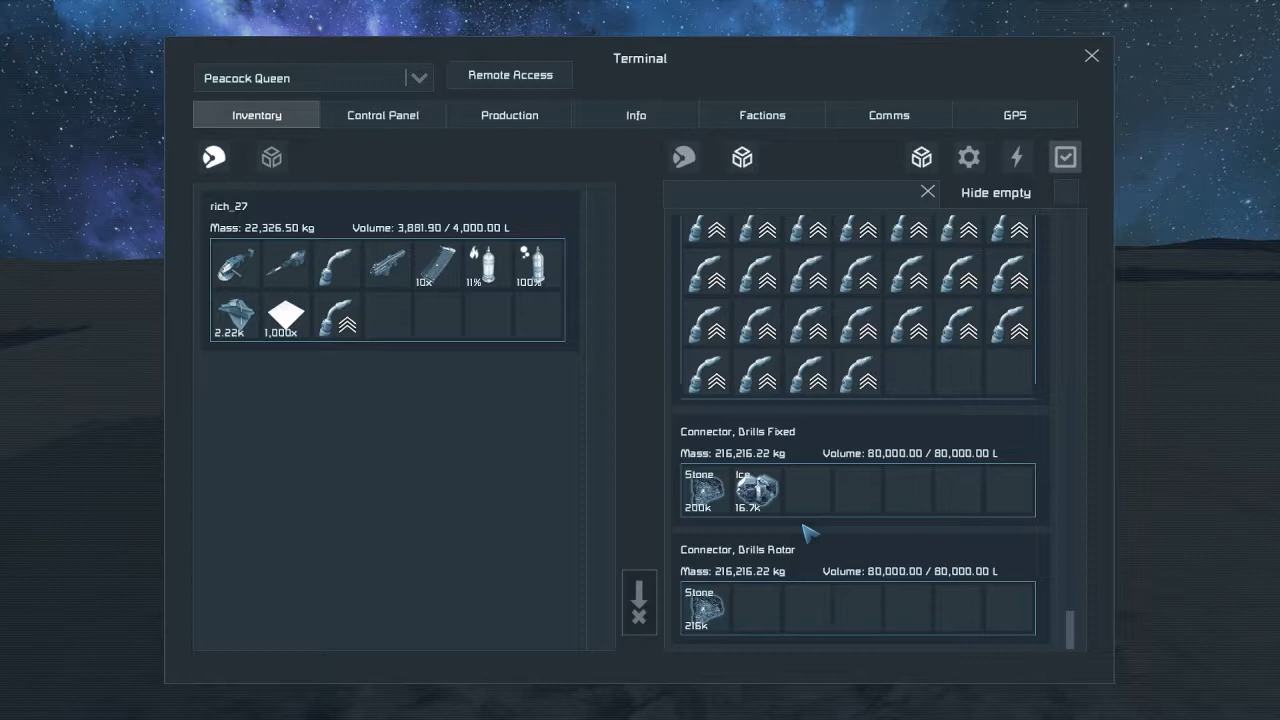 Terminal
Peacock Queen
Remote Access
Inventory
Control Panel
Production
Info
Factions
Comms
GPS
Hide empty
rich_27
Mass: 22,326.50 kg
Volume: 3,881.90 / 4,000.00 L
10x
11%
100%
2.22k
1,000x
Connector, Drills Fixed
Mass: 216,216.22 kg
Volume: 80,000.00 / 80,000.00 L
Stone
Ice
200k
16.7k
Connector, Drills Rotor
Mass: 216,216.22 kg
Volume: 80,000.00 / 80,000.00 L
Stone
216k